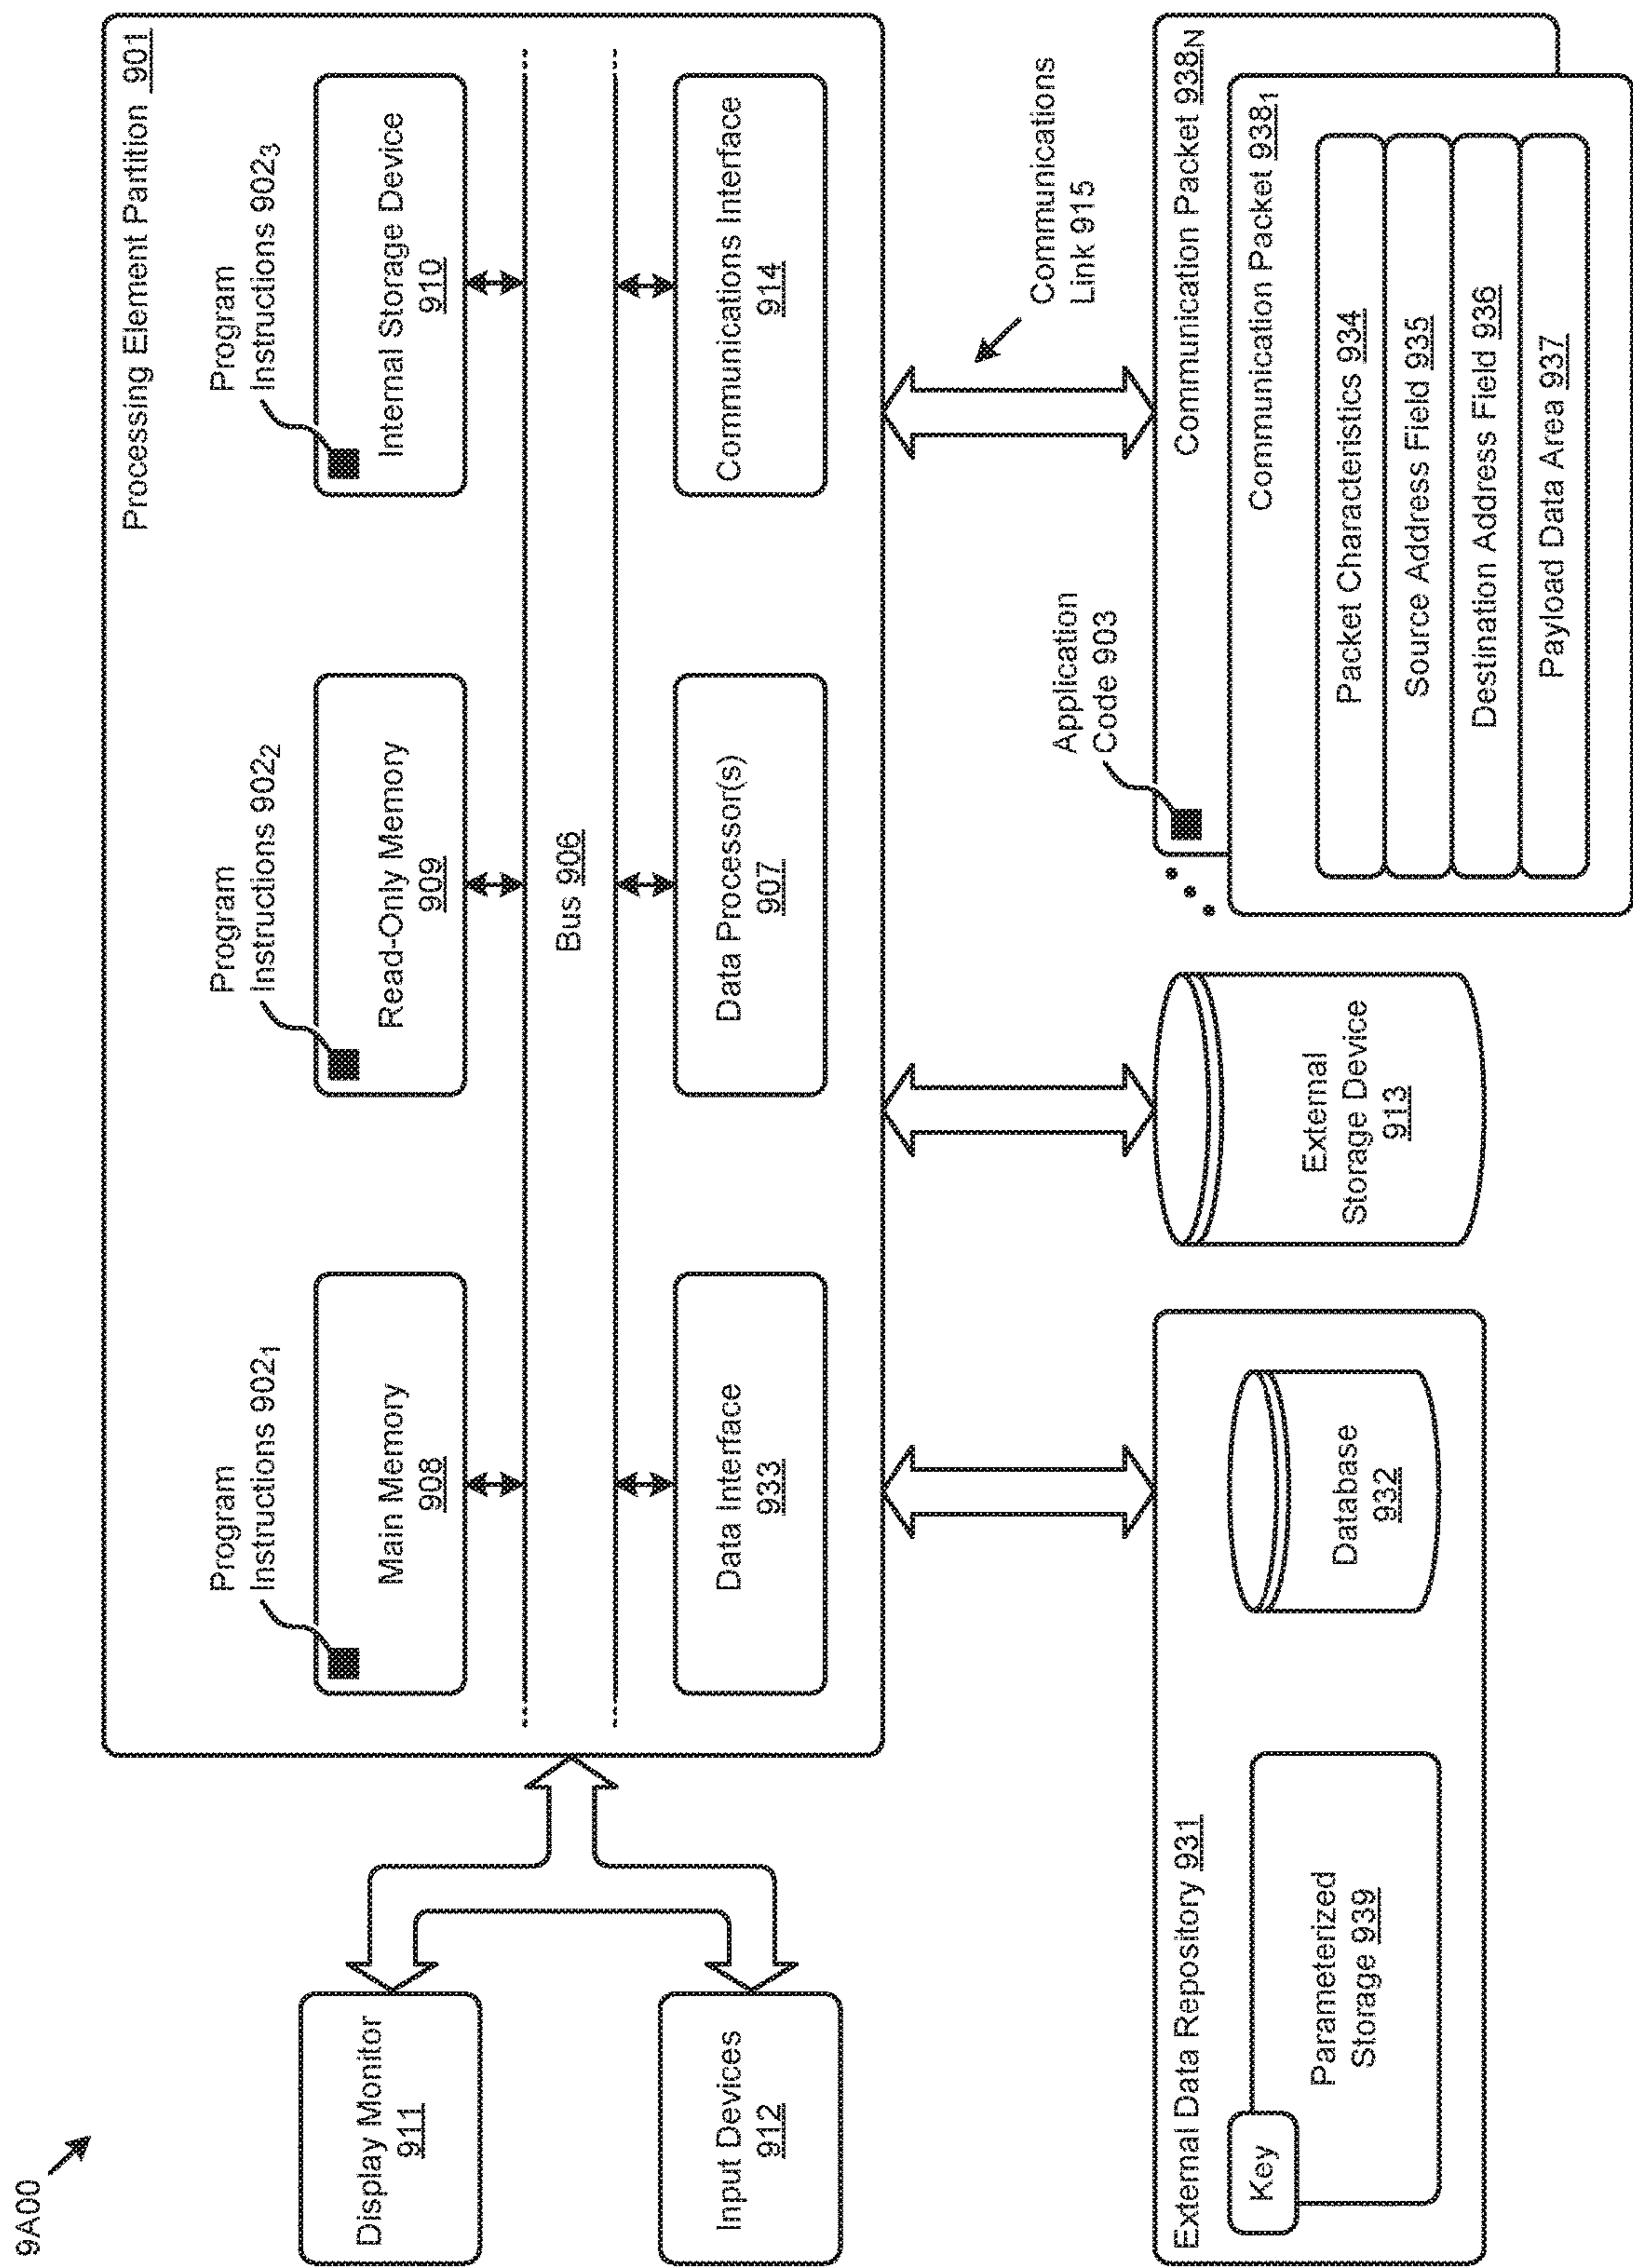 9A00
Processing Element Partition 901
Program
Instructions 902₁
Program
Instructions 902₂
Program
Instructions 902₃
Display Monitor
911
Main Memory
908
Read-Only Memory
909
Internal Storage Device
910
Bus 906
Input Devices
912
Data Interface
933
Data Processor(s)
907
Communications Interface
914
Communications
Link 915
Application
Code 903
External Data Repository 931
Key
Parameterized
Storage 939
Database
932
External
Storage Device
913
Communication Packet 938N
Communication Packet 938₁
Packet Characteristics 934
Source Address Field 935
Destination Address Field 936
Payload Data Area 937